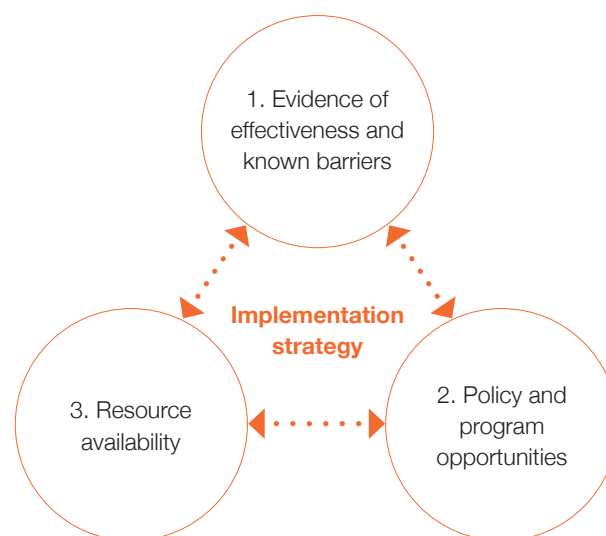 1. Evidence of
effectiveness and
known barriers
Implementation
strategy
3. Resource
availability
2. Policy and
program
opportunities